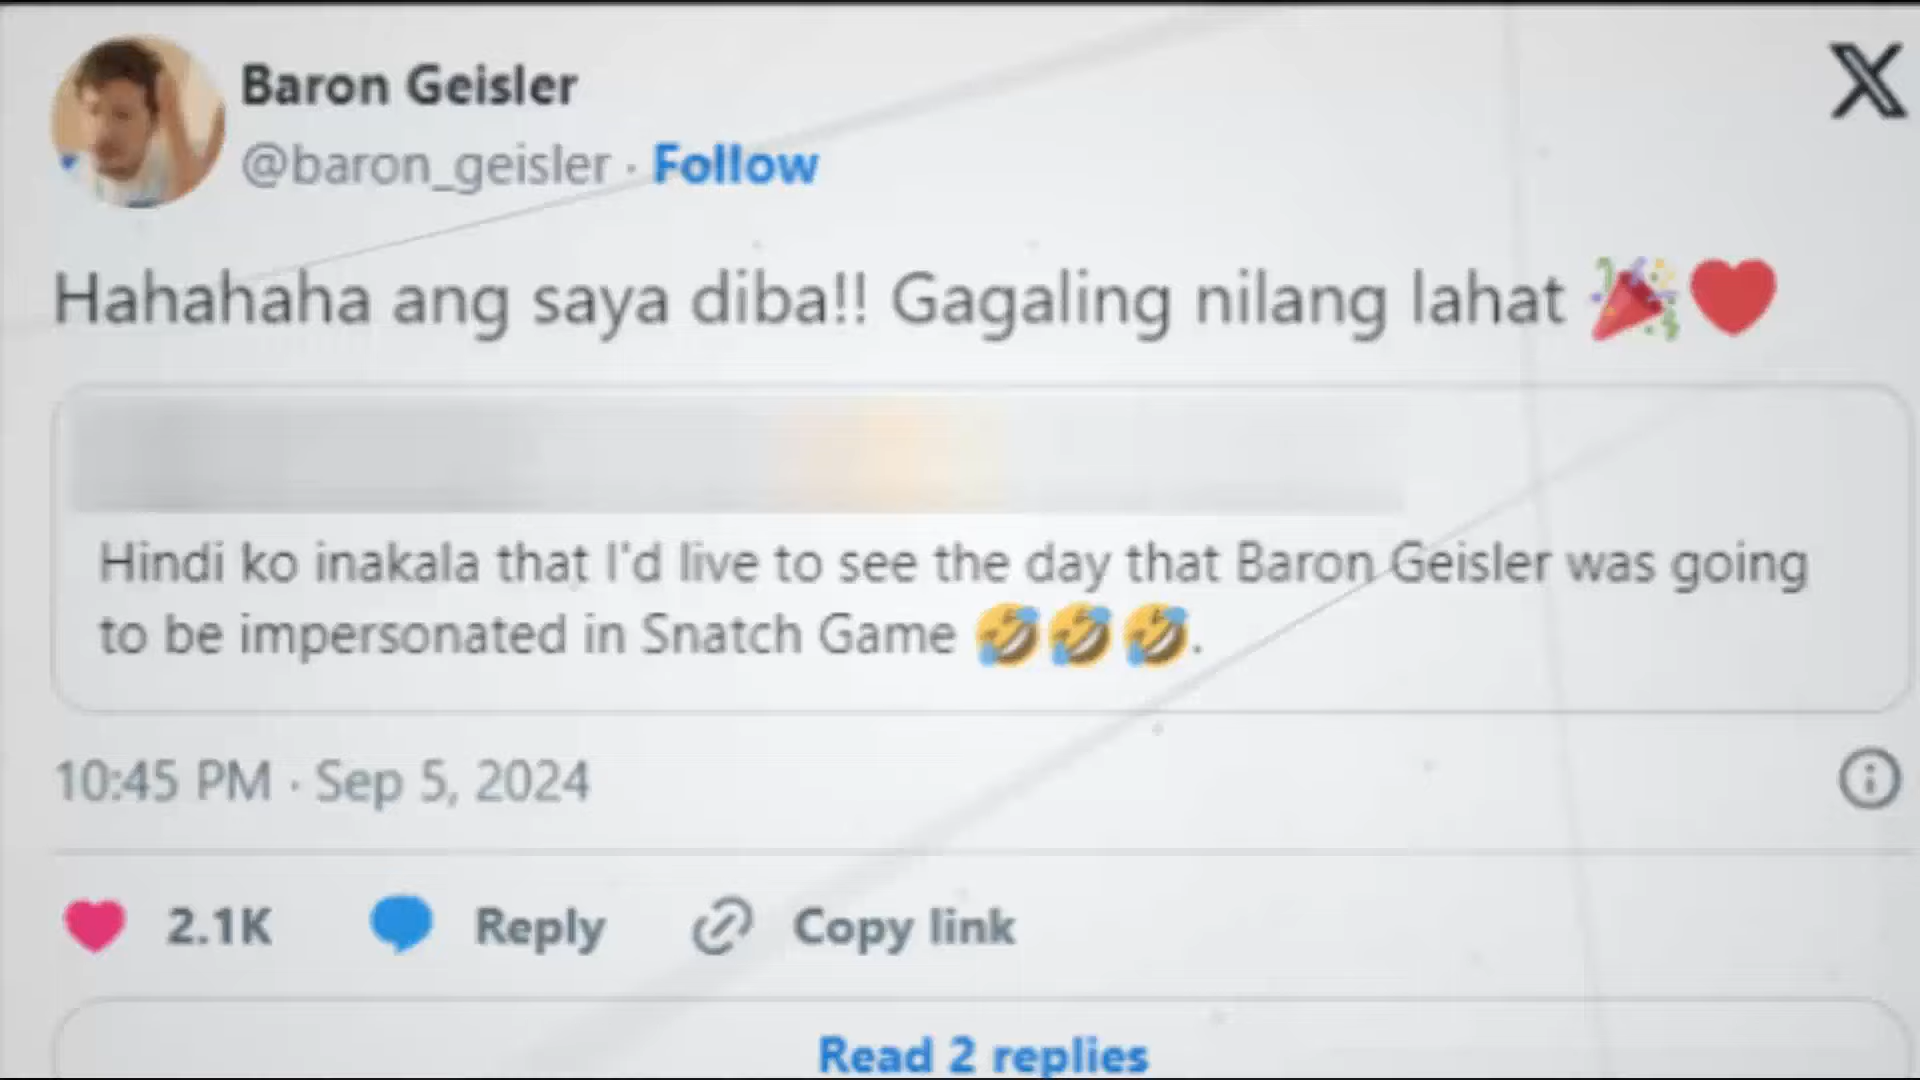 Baron Geisler
@baron_geisler · Follow
Hahahaha ang saya diba!! Gagaling nilang lahat 🎉❤️
Hindi ko inakala that I'd live to see the day that Baron Geisler was going
to be impersonated in Snatch Game 🤣🤣🤣.
10:45 PM · Sep 5, 2024
2.1K Reply Copy link
Read 2 replies